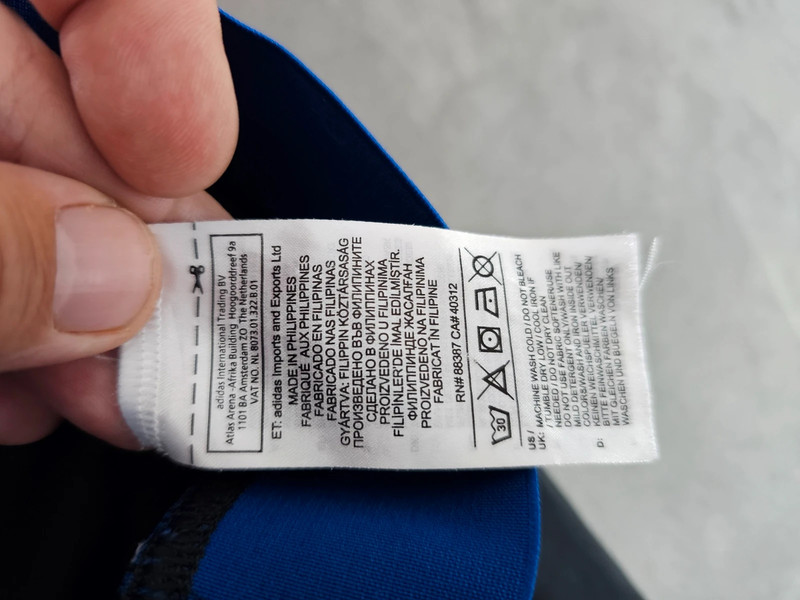 adidas International Trading BV
Atlas Arena -Afrika Building Hoogoorddreef 9a
1101 BA Amsterdam ZO The Netherlands
VAT NO. NL 8073.01.322.B.01
ET: adidas Imports and Exports Ltd
MADE IN PHILIPPINES
FABRIQUÉ AUX PHILIPPINES
FABRICADO EN FILIPINAS
FABRICADO NAS FILIPINAS
GYÁRTVA: FILIPPIN KÖZTÁRSASÁG
ПРОИЗВЕДЕНО ВЪВ ФИЛИПИНИТЕ
СДЕЛАНО В ФИЛИППИНАХ
PROIZVEDENO U FILIPINIMA
FİLİPİNLER'DE İMAL EDİLMİŞTİR.
ФИЛИППИНДЕ ЖАСАЛҒАН
PROIZVEDENO NA FILIPINIMA
FABRICAT ÎN FILIPINE
RN# 88387 CA# 40312
30
US / UK: MACHINE WASH COLD / DO NOT BLEACH
/ TUMBLE DRY LOW / COOL IRON IF
NEEDED / DO NOT DRY CLEAN
DO NOT USE FABRIC SOFTENER/USE
MILD DETERGENT ONLY/WASH WITH LIKE
COLORS/WASH AND IRON INSIDE OUT
D: KEINEN WEICHSPUELER VERWENDEN
BITTE FEINWASCHMITTEL VERWENDEN
MIT GLEICHEN FARBEN WASCHEN
WASCHEN UND BUEGELN VON LINKS